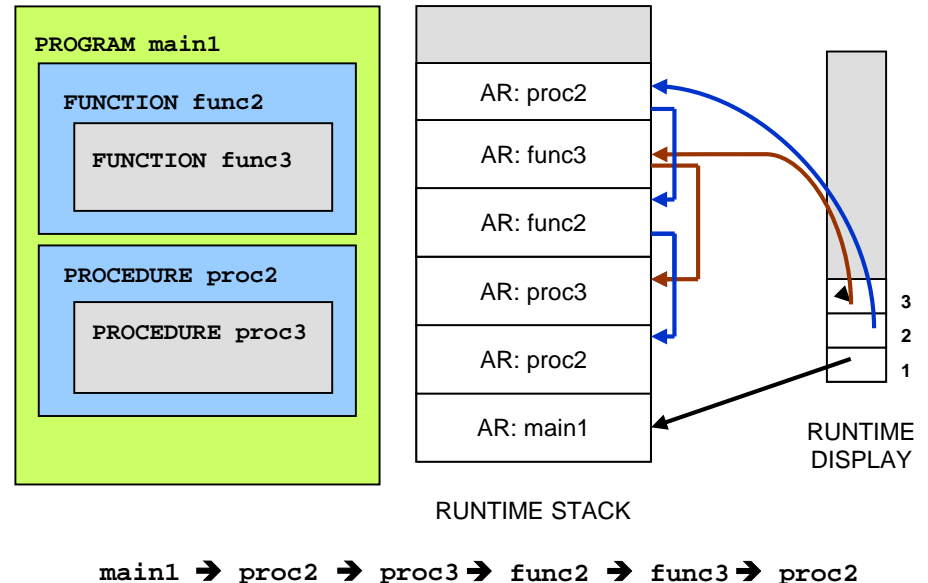 PROGRAM main1
FUNCTION func2
FUNCTION func3
PROCEDURE proc2
PROCEDURE proc3
AR: proc2
AR: func3
AR: func2
AR: proc3
AR: proc2
AR: main1
RUNTIME STACK
3
2
1
RUNTIME
DISPLAY
main1 ➔ proc2 ➔ proc3 ➔ func2 ➔ func3 ➔ proc2